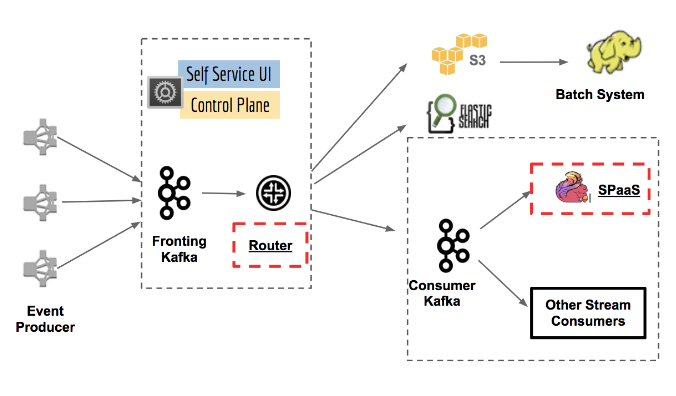 Self Service UI
Control Plane
S3
Batch System
ELASTIC
SEARCH
SPaaS
Fronting
Kafka
Router
Consumer
Kafka
Event
Producer
Other Stream
Consumers